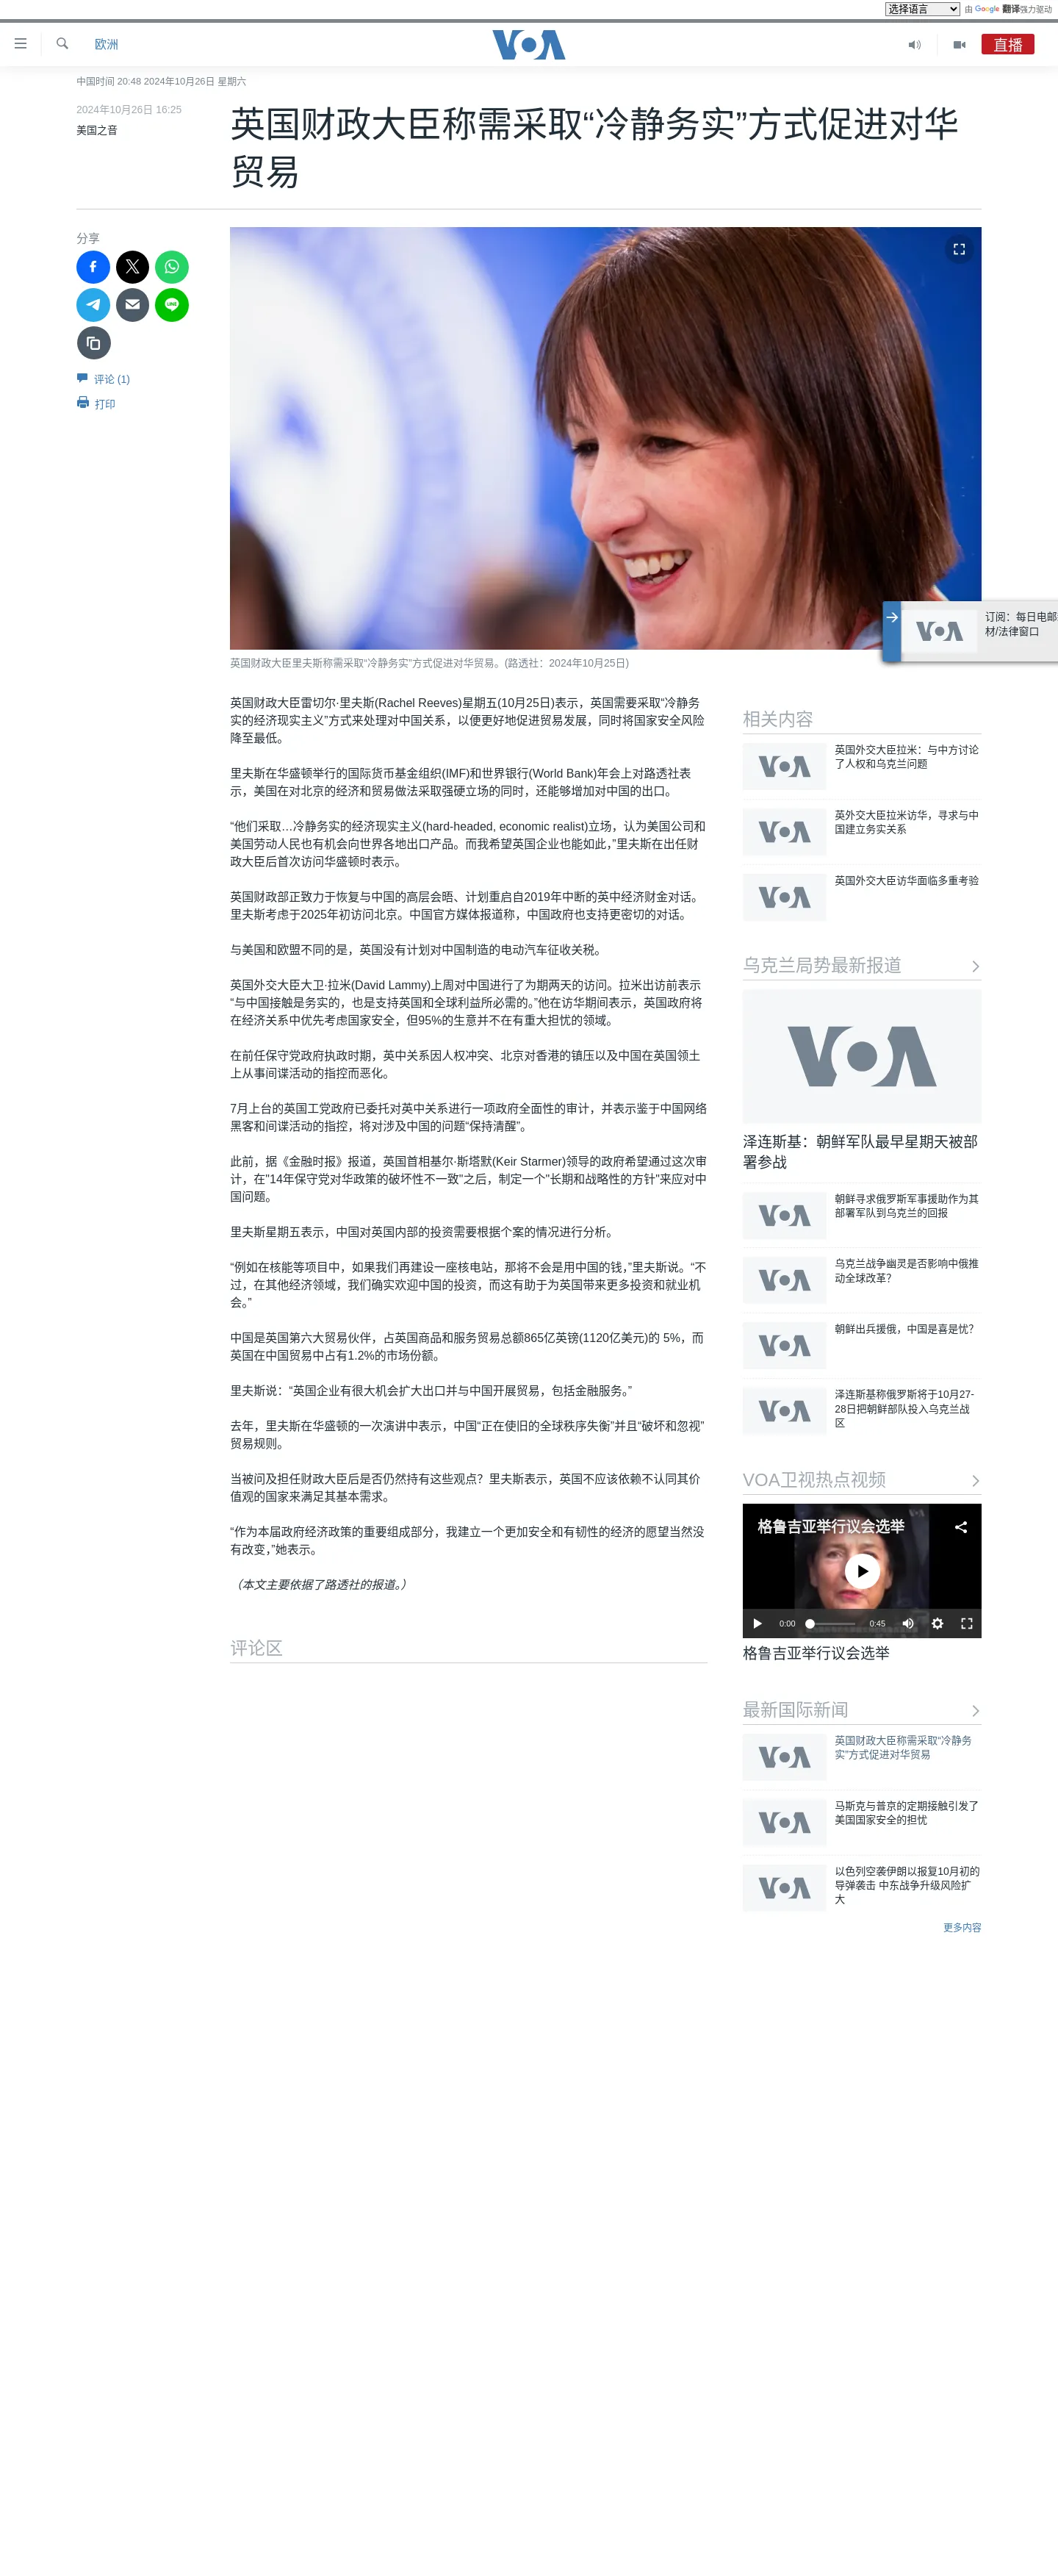 选择语言
由 Google 翻译强力驱动
欧洲
VOA
直播
中国时间 20:48 2024年10月26日 星期六
2024年10月26日 16:25
美国之音
英国财政大臣称需采取“冷静务实”方式促进对华
贸易
分享
评论 (1)
打印
英国财政大臣里夫斯称需采取“冷静务实”方式促进对华贸易。(路透社：2024年10月25日)
订阅：每日电邮
材/法律窗口
VOA
英国财政大臣雷切尔·里夫斯(Rachel Reeves)星期五(10月25日)表示，英国需要采取“冷静务
实的经济现实主义”方式来处理对中国关系，以便更好地促进贸易发展，同时将国家安全风险
降至最低。
里夫斯在华盛顿举行的国际货币基金组织(IMF)和世界银行(World Bank)年会上对路透社表
示，美国在对北京的经济和贸易做法采取强硬立场的同时，还能够增加对中国的出口。
“他们采取…冷静务实的经济现实主义(hard-headed, economic realist)立场，认为美国公司和
美国劳动人民也有机会向世界各地出口产品。而我希望英国企业也能如此，”里夫斯在出任财
政大臣后首次访问华盛顿时表示。
英国财政部正致力于恢复与中国的高层会晤、计划重启自2019年中断的英中经济财金对话。
里夫斯考虑于2025年初访问北京。中国官方媒体报道称，中国政府也支持更密切的对话。
与美国和欧盟不同的是，英国没有计划对中国制造的电动汽车征收关税。
英国外交大臣大卫·拉米(David Lammy)上周对中国进行了为期两天的访问。拉米出访前表示
“与中国接触是务实的，也是支持英国和全球利益所必需的。”他在访华期间表示，英国政府将
在经济关系中优先考虑国家安全，但95%的生意并不在有重大担忧的领域。
在前任保守党政府执政时期，英中关系因人权冲突、北京对香港的镇压以及中国在英国领土
上从事间谍活动的指控而恶化。
7月上台的英国工党政府已委托对英中关系进行一项政府全面性的审计，并表示鉴于中国网络
黑客和间谍活动的指控，将对涉及中国的问题“保持清醒”。
此前，据《金融时报》报道，英国首相基尔·斯塔默(Keir Starmer)领导的政府希望通过这次审
计，在"14年保守党对华政策的破坏性不一致"之后，制定一个"长期和战略性的方针"来应对中
国问题。
里夫斯星期五表示，中国对英国内部的投资需要根据个案的情况进行分析。
“例如在核能等项目中，如果我们再建设一座核电站，那将不会是用中国的钱，”里夫斯说。“不
过，在其他经济领域，我们确实欢迎中国的投资，而这有助于为英国带来更多投资和就业机
会。”
中国是英国第六大贸易伙伴，占英国商品和服务贸易总额865亿英镑(1120亿美元)的 5%，而
英国在中国贸易中占有1.2%的市场份额。
里夫斯说：“英国企业有很大机会扩大出口并与中国开展贸易，包括金融服务。”
去年，里夫斯在华盛顿的一次演讲中表示，中国“正在使旧的全球秩序失衡”并且“破坏和忽视”
贸易规则。
当被问及担任财政大臣后是否仍然持有这些观点？里夫斯表示，英国不应该依赖不认同其价
值观的国家来满足其基本需求。
“作为本届政府经济政策的重要组成部分，我建立一个更加安全和有韧性的经济的愿望当然没
有改变，”她表示。
（本文主要依据了路透社的报道。）
评论区
相关内容
VOA
英国外交大臣拉米：与中方讨论
了人权和乌克兰问题
VOA
英外交大臣拉米访华，寻求与中
国建立务实关系
VOA
英国外交大臣访华面临多重考验
乌克兰局势最新报道
VOA
泽连斯基：朝鲜军队最早星期天被部
署参战
VOA
朝鲜寻求俄罗斯军事援助作为其
部署军队到乌克兰的回报
VOA
乌克兰战争幽灵是否影响中俄推
动全球改革？
VOA
朝鲜出兵援俄，中国是喜是忧？
VOA
泽连斯基称俄罗斯将于10月27-
28日把朝鲜部队投入乌克兰战
区
VOA卫视热点视频
格鲁吉亚举行议会选举
0:00
0:45
格鲁吉亚举行议会选举
最新国际新闻
VOA
英国财政大臣称需采取“冷静务
实”方式促进对华贸易
VOA
马斯克与普京的定期接触引发了
美国国家安全的担忧
VOA
以色列空袭伊朗以报复10月初的
导弹袭击 中东战争升级风险扩
大
更多内容